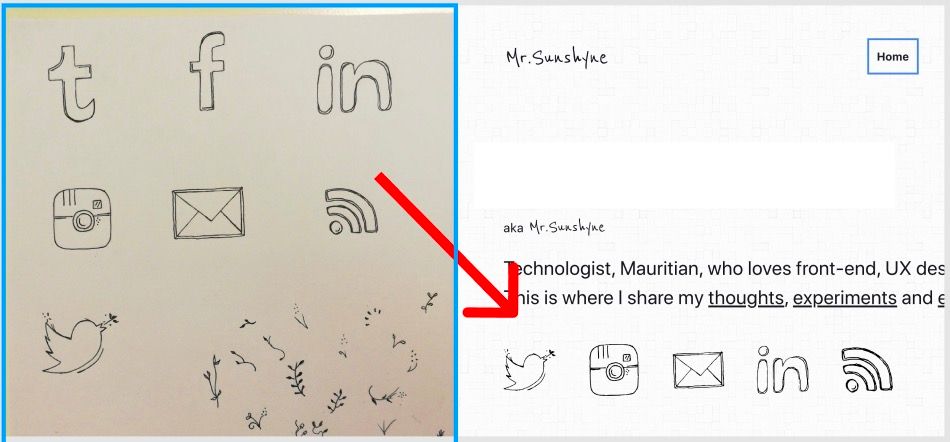 t f in
Mr.Sunshyne
Home
aka Mr.Sunshyne
Technologist, Mauritian, who loves front-end, UX des
This is where I share my thoughts, experiments and e
in